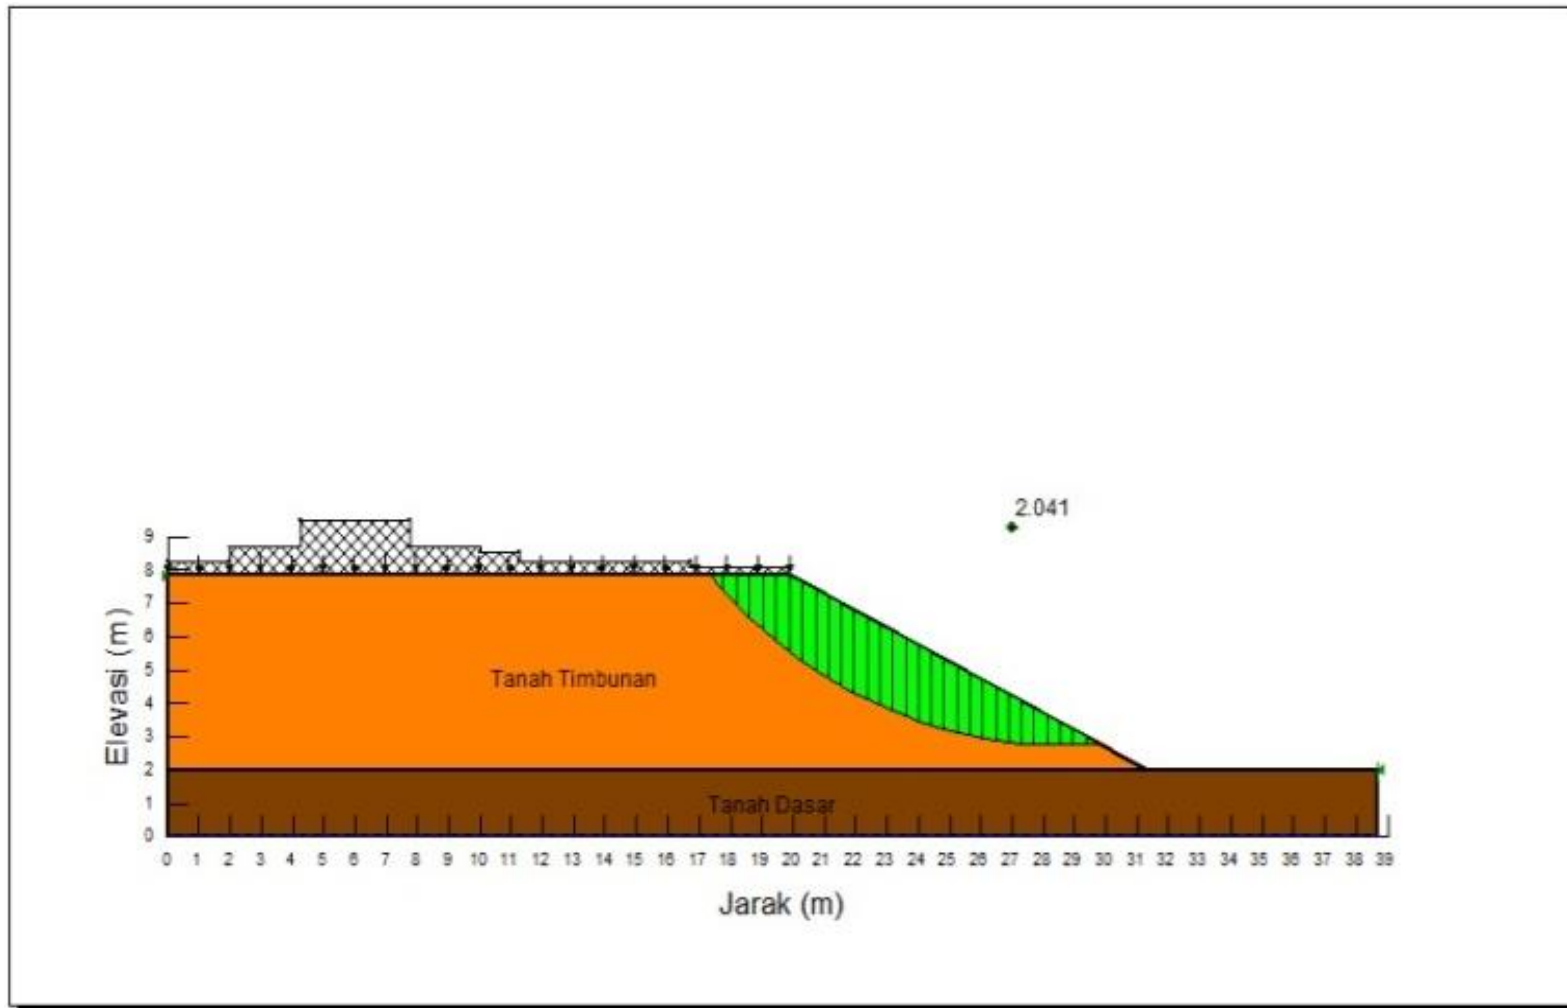 2.041
9
8
7
6
5
4
3
2
1
0
Elevasi (m)
Tanah Timbunan
Tanah Dasar
0 1 2 3 4 5 6 7 8 9 10 11 12 13 14 15 16 17 18 19 20 21 22 23 24 25 26 27 28 29 30 31 32 33 34 35 36 37 38 39
Jarak (m)